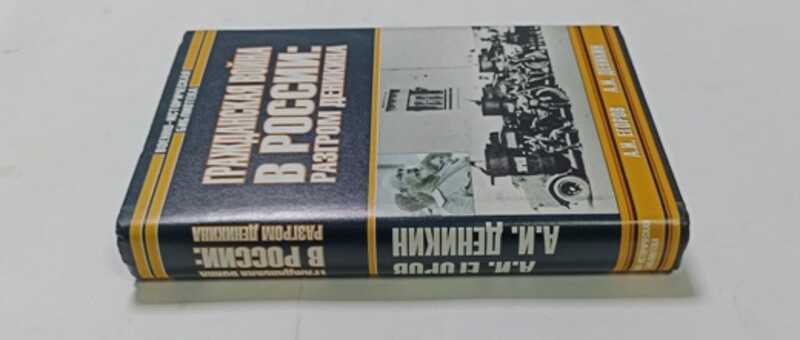 ВОЕННО-ИСТОРИЧЕСКАЯ
БИБЛИОТЕКА
ГРАЖДАНСКАЯ ВОЙНА
В РОССИИ:
РАЗГРОМ ДЕНИКИНА
А.И. ЕГОРОВ А.И. ДЕНИКИН
А.И. ЕГОРОВ
А.И. ДЕНИКИН
ГРАЖДАНСКАЯ ВОЙНА
В РОССИИ:
РАЗГРОМ ДЕНИКИНА